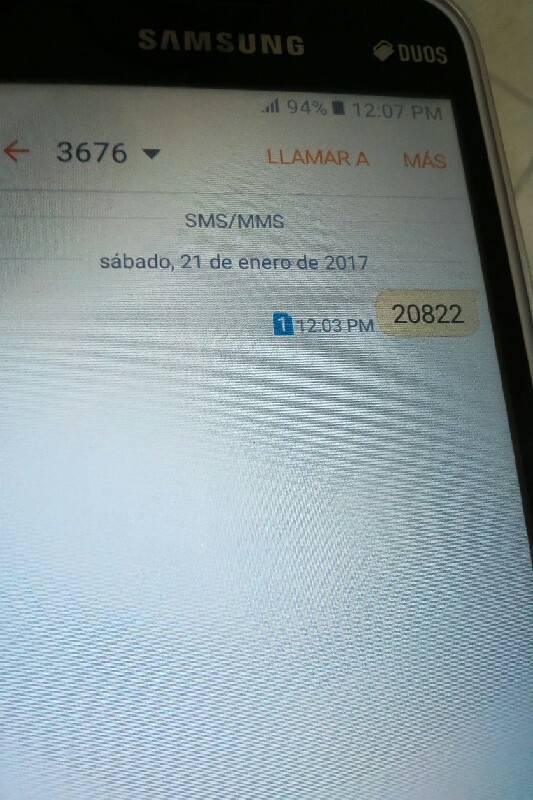 SAMSUNG DUOS
94% 12:07 PM
3676 LLAMAR A MÁS
SMS/MMS
sábado, 21 de enero de 2017
1 12:03 PM 20822